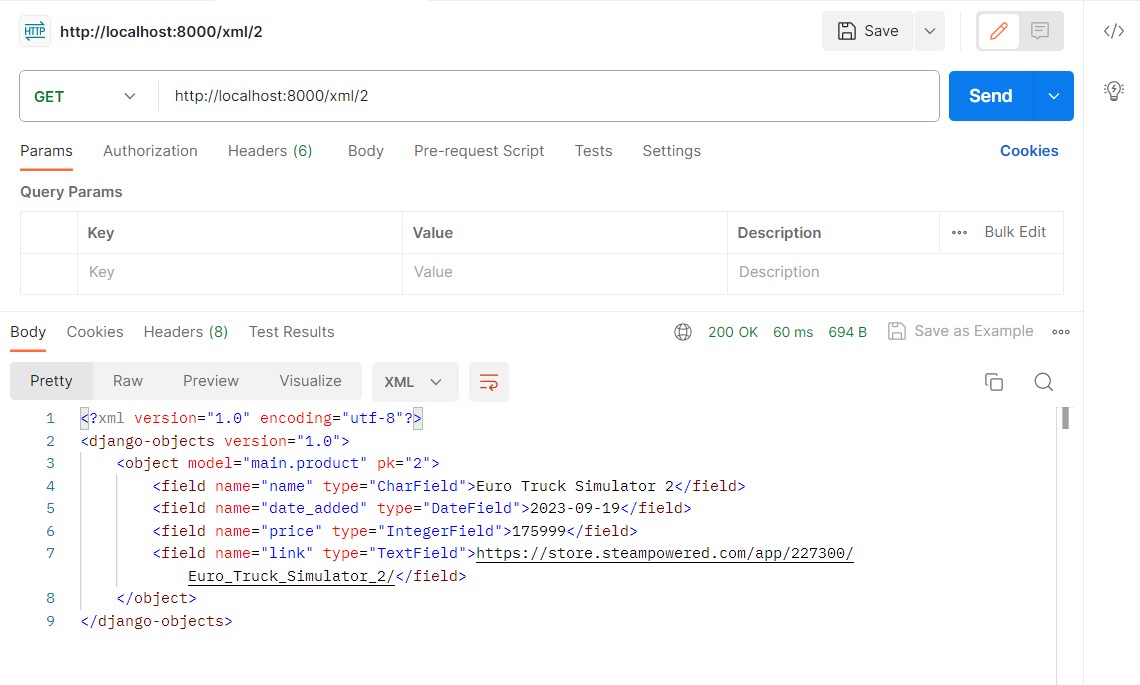 HTTP http://localhost:8000/xml/2 Save </>
GET http://localhost:8000/xml/2 Send
Params Authorization Headers (6) Body Pre-request Script Tests Settings Cookies
Query Params
Key Value Description Bulk Edit
Key Value Description
Body Cookies Headers (8) Test Results 200 OK 60 ms 694 B Save as Example
Pretty Raw Preview Visualize XML
1 <?xml version="1.0" encoding="utf-8"?>
2 <django-objects version="1.0">
3 <object model="main.product" pk="2">
4 <field name="name" type="CharField">Euro Truck Simulator 2</field>
5 <field name="date_added" type="DateField">2023-09-19</field>
6 <field name="price" type="IntegerField">175999</field>
7 <field name="link" type="TextField">https://store.steampowered.com/app/227300/
Euro_Truck_Simulator_2/</field>
8 </object>
9 </django-objects>